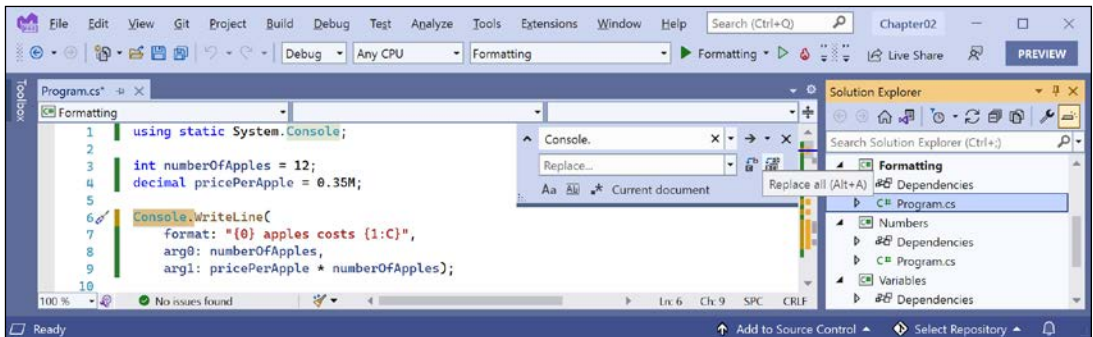 File Edit View Git Project Build Debug Test Analyze Tools Extensions Window Help Search (Ctrl+Q) Chapter02
Debug Any CPU Formatting Formatting Live Share PREVIEW
Toolbox
Program.cs*
Formatting
1 using static System.Console;
2
3 int numberOfApples = 12;
4 decimal pricePerApple = 0.35M;
5
6 Console.WriteLine(
7 format: "{0} apples costs {1:C}",
8 arg0: numberOfApples,
9 arg1: pricePerApple * numberOfApples);
10
Console.
Replace...
Aa Ab .* Current document
Replace all (Alt+A)
100 % No issues found Ln: 6 Ch: 9 SPC CRLF
Solution Explorer
Search Solution Explorer (Ctrl+;)
Formatting
Dependencies
C# Program.cs
Numbers
Dependencies
C# Program.cs
Variables
Dependencies
Ready Add to Source Control Select Repository